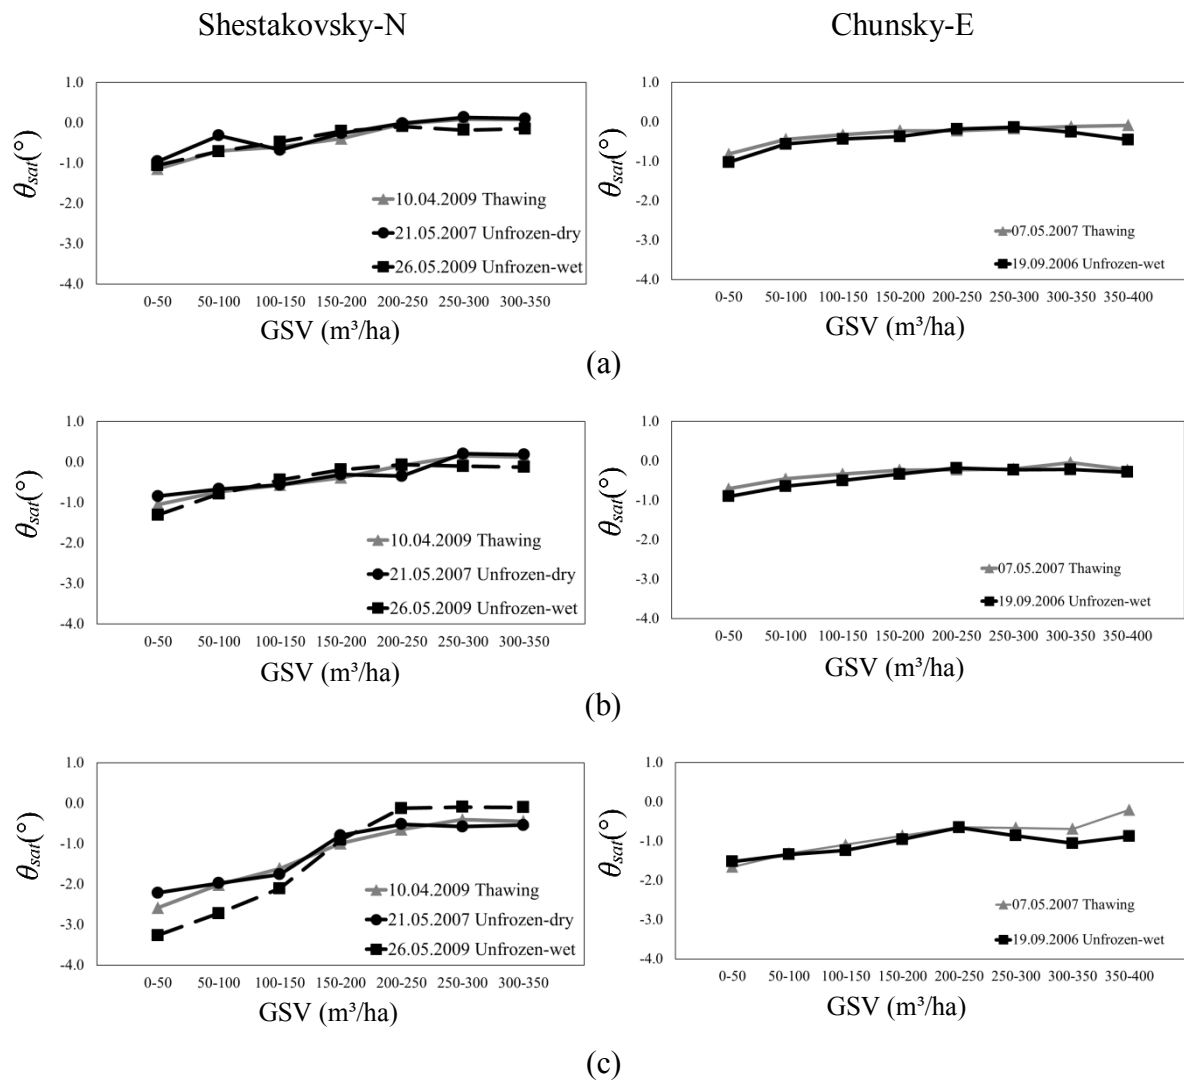 Shestakovsky-N
Chunsky-E
1.0
0.0
-1.0
-2.0
-3.0
-4.0
θsat(°)
10.04.2009 Thawing
21.05.2007 Unfrozen-dry
26.05.2009 Unfrozen-wet
0-50 50-100 100-150 150-200 200-250 250-300 300-350
GSV (m³/ha)
1.0
0.0
-1.0
-2.0
-3.0
-4.0
θsat(°)
07.05.2007 Thawing
19.09.2006 Unfrozen-wet
0-50 50-100 100-150 150-200 200-250 250-300 300-350 350-400
GSV (m³/ha)
(a)
1.0
0.0
-1.0
-2.0
-3.0
-4.0
θsat(°)
10.04.2009 Thawing
21.05.2007 Unfrozen-dry
26.05.2009 Unfrozen-wet
0-50 50-100 100-150 150-200 200-250 250-300 300-350
GSV (m³/ha)
1.0
0.0
-1.0
-2.0
-3.0
-4.0
θsat(°)
07.05.2007 Thawing
19.09.2006 Unfrozen-wet
0-50 50-100 100-150 150-200 200-250 250-300 300-350 350-400
GSV (m³/ha)
(b)
1.0
0.0
-1.0
-2.0
-3.0
-4.0
θsat(°)
10.04.2009 Thawing
21.05.2007 Unfrozen-dry
26.05.2009 Unfrozen-wet
0-50 50-100 100-150 150-200 200-250 250-300 300-350
GSV (m³/ha)
1.0
0.0
-1.0
-2.0
-3.0
-4.0
θsat(°)
07.05.2007 Thawing
19.09.2006 Unfrozen-wet
0-50 50-100 100-150 150-200 200-250 250-300 300-350 350-400
GSV (m³/ha)
(c)